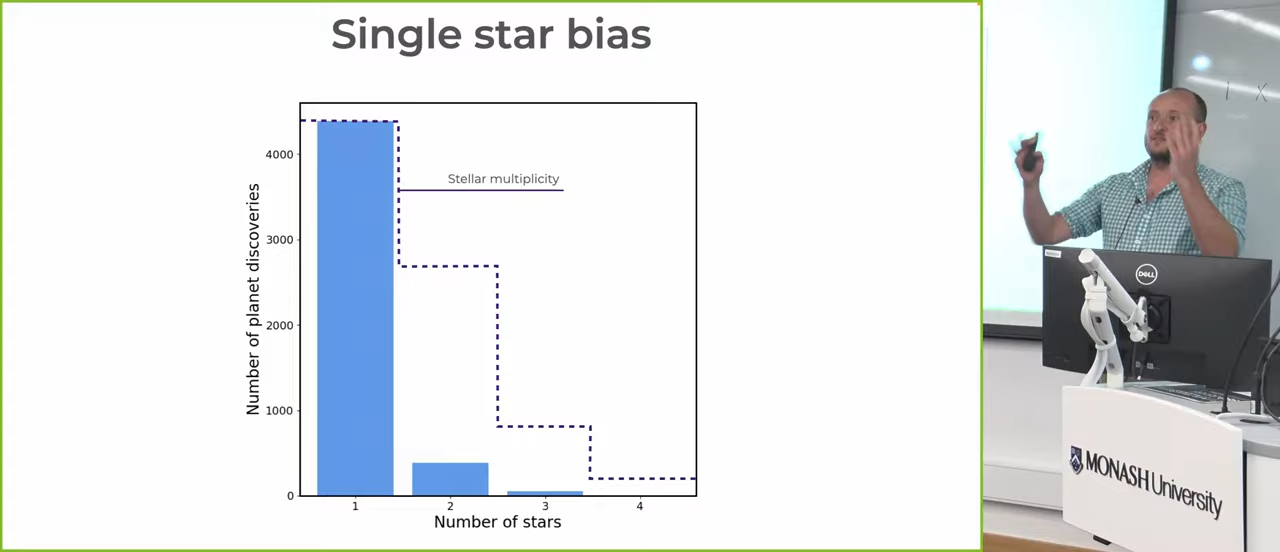 Single star bias
Stellar multiplicity
Number of planet discoveries
4000
3000
2000
1000
0
1
2
3
4
Number of stars
I X
DELL
MONASH University